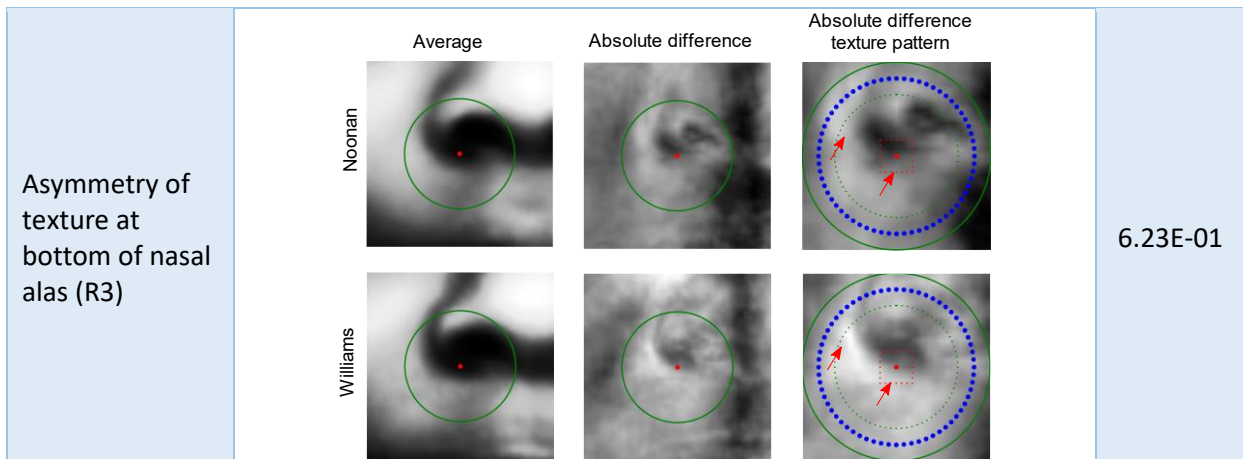 Asymmetry of
texture at
bottom of nasal
alas (R3)
Average
Absolute difference
Absolute difference
texture pattern
Noonan
Williams
6.23E-01